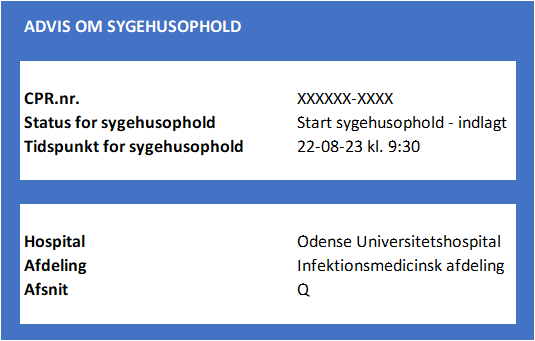 ADVIS OM SYGEHUSOPHOLD
CPR.nr. XXXXXX-XXXX
Status for sygehusophold Start sygehusophold - indlagt
Tidspunkt for sygehusophold 22-08-23 kl. 9:30
Hospital Odense Universitetshospital
Afdeling Infektionsmedicinsk afdeling
Afsnit Q